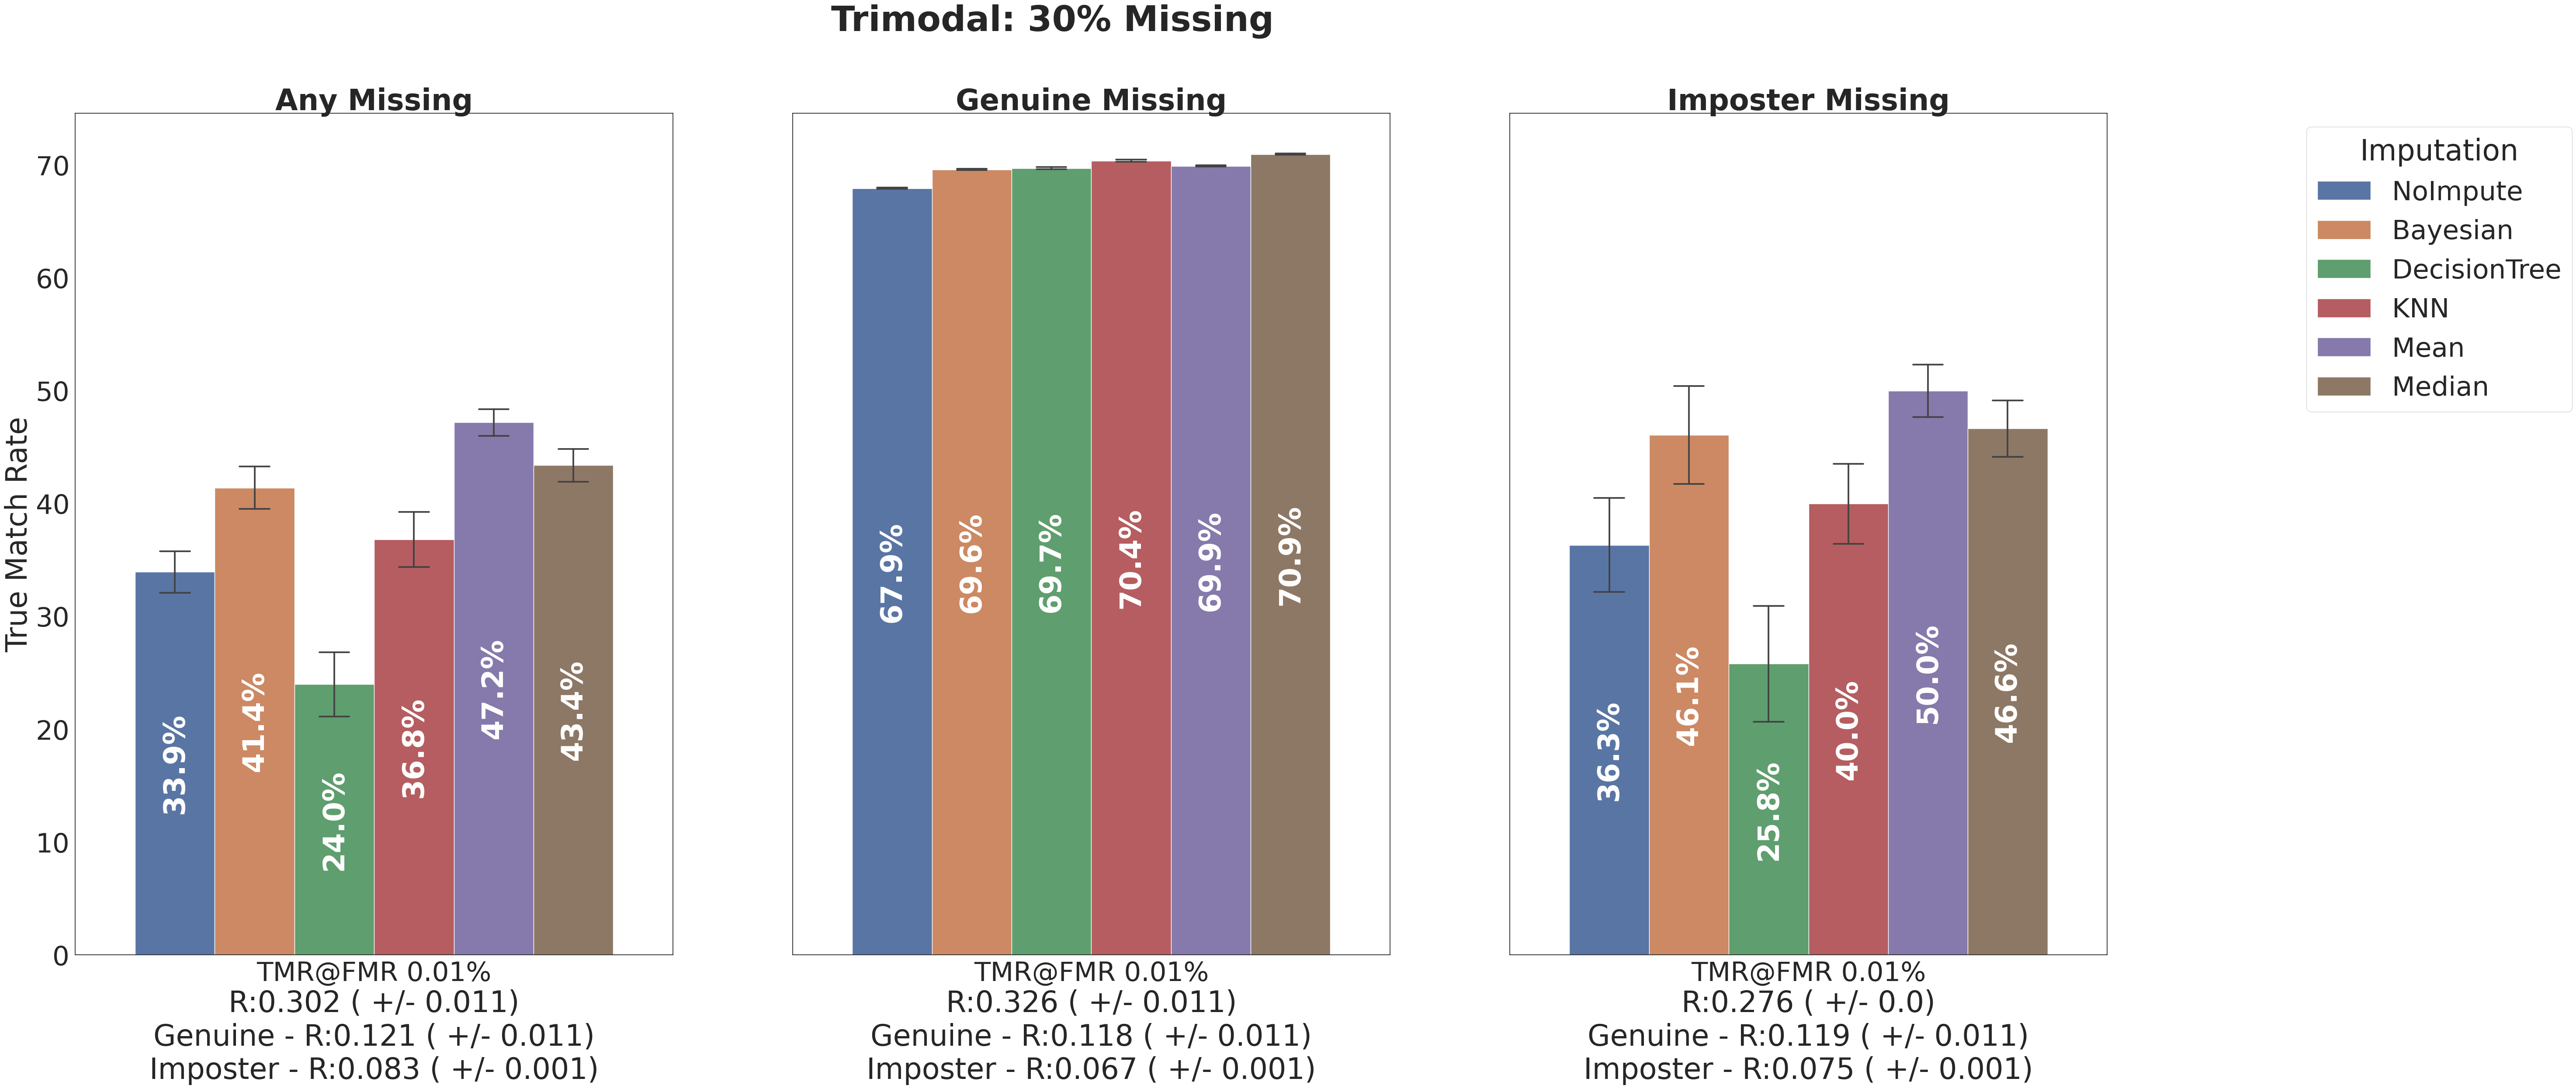 Trimodal: 30% Missing
Any Missing
Genuine Missing
Imposter Missing
True Match Rate
70
60
50
40
30
20
10
0
33.9%
41.4%
24.0%
36.8%
47.2%
43.4%
67.9%
69.6%
69.7%
70.4%
69.9%
70.9%
36.3%
46.1%
25.8%
40.0%
50.0%
46.6%
TMR@FMR 0.01%
R:0.302 ( +/- 0.011)
Genuine - R:0.121 ( +/- 0.011)
Imposter - R:0.083 ( +/- 0.001)
TMR@FMR 0.01%
R:0.326 ( +/- 0.011)
Genuine - R:0.118 ( +/- 0.011)
Imposter - R:0.067 ( +/- 0.001)
TMR@FMR 0.01%
R:0.276 ( +/- 0.0)
Genuine - R:0.119 ( +/- 0.011)
Imposter - R:0.075 ( +/- 0.001)
Imputation
NoImpute
Bayesian
DecisionTree
KNN
Mean
Median